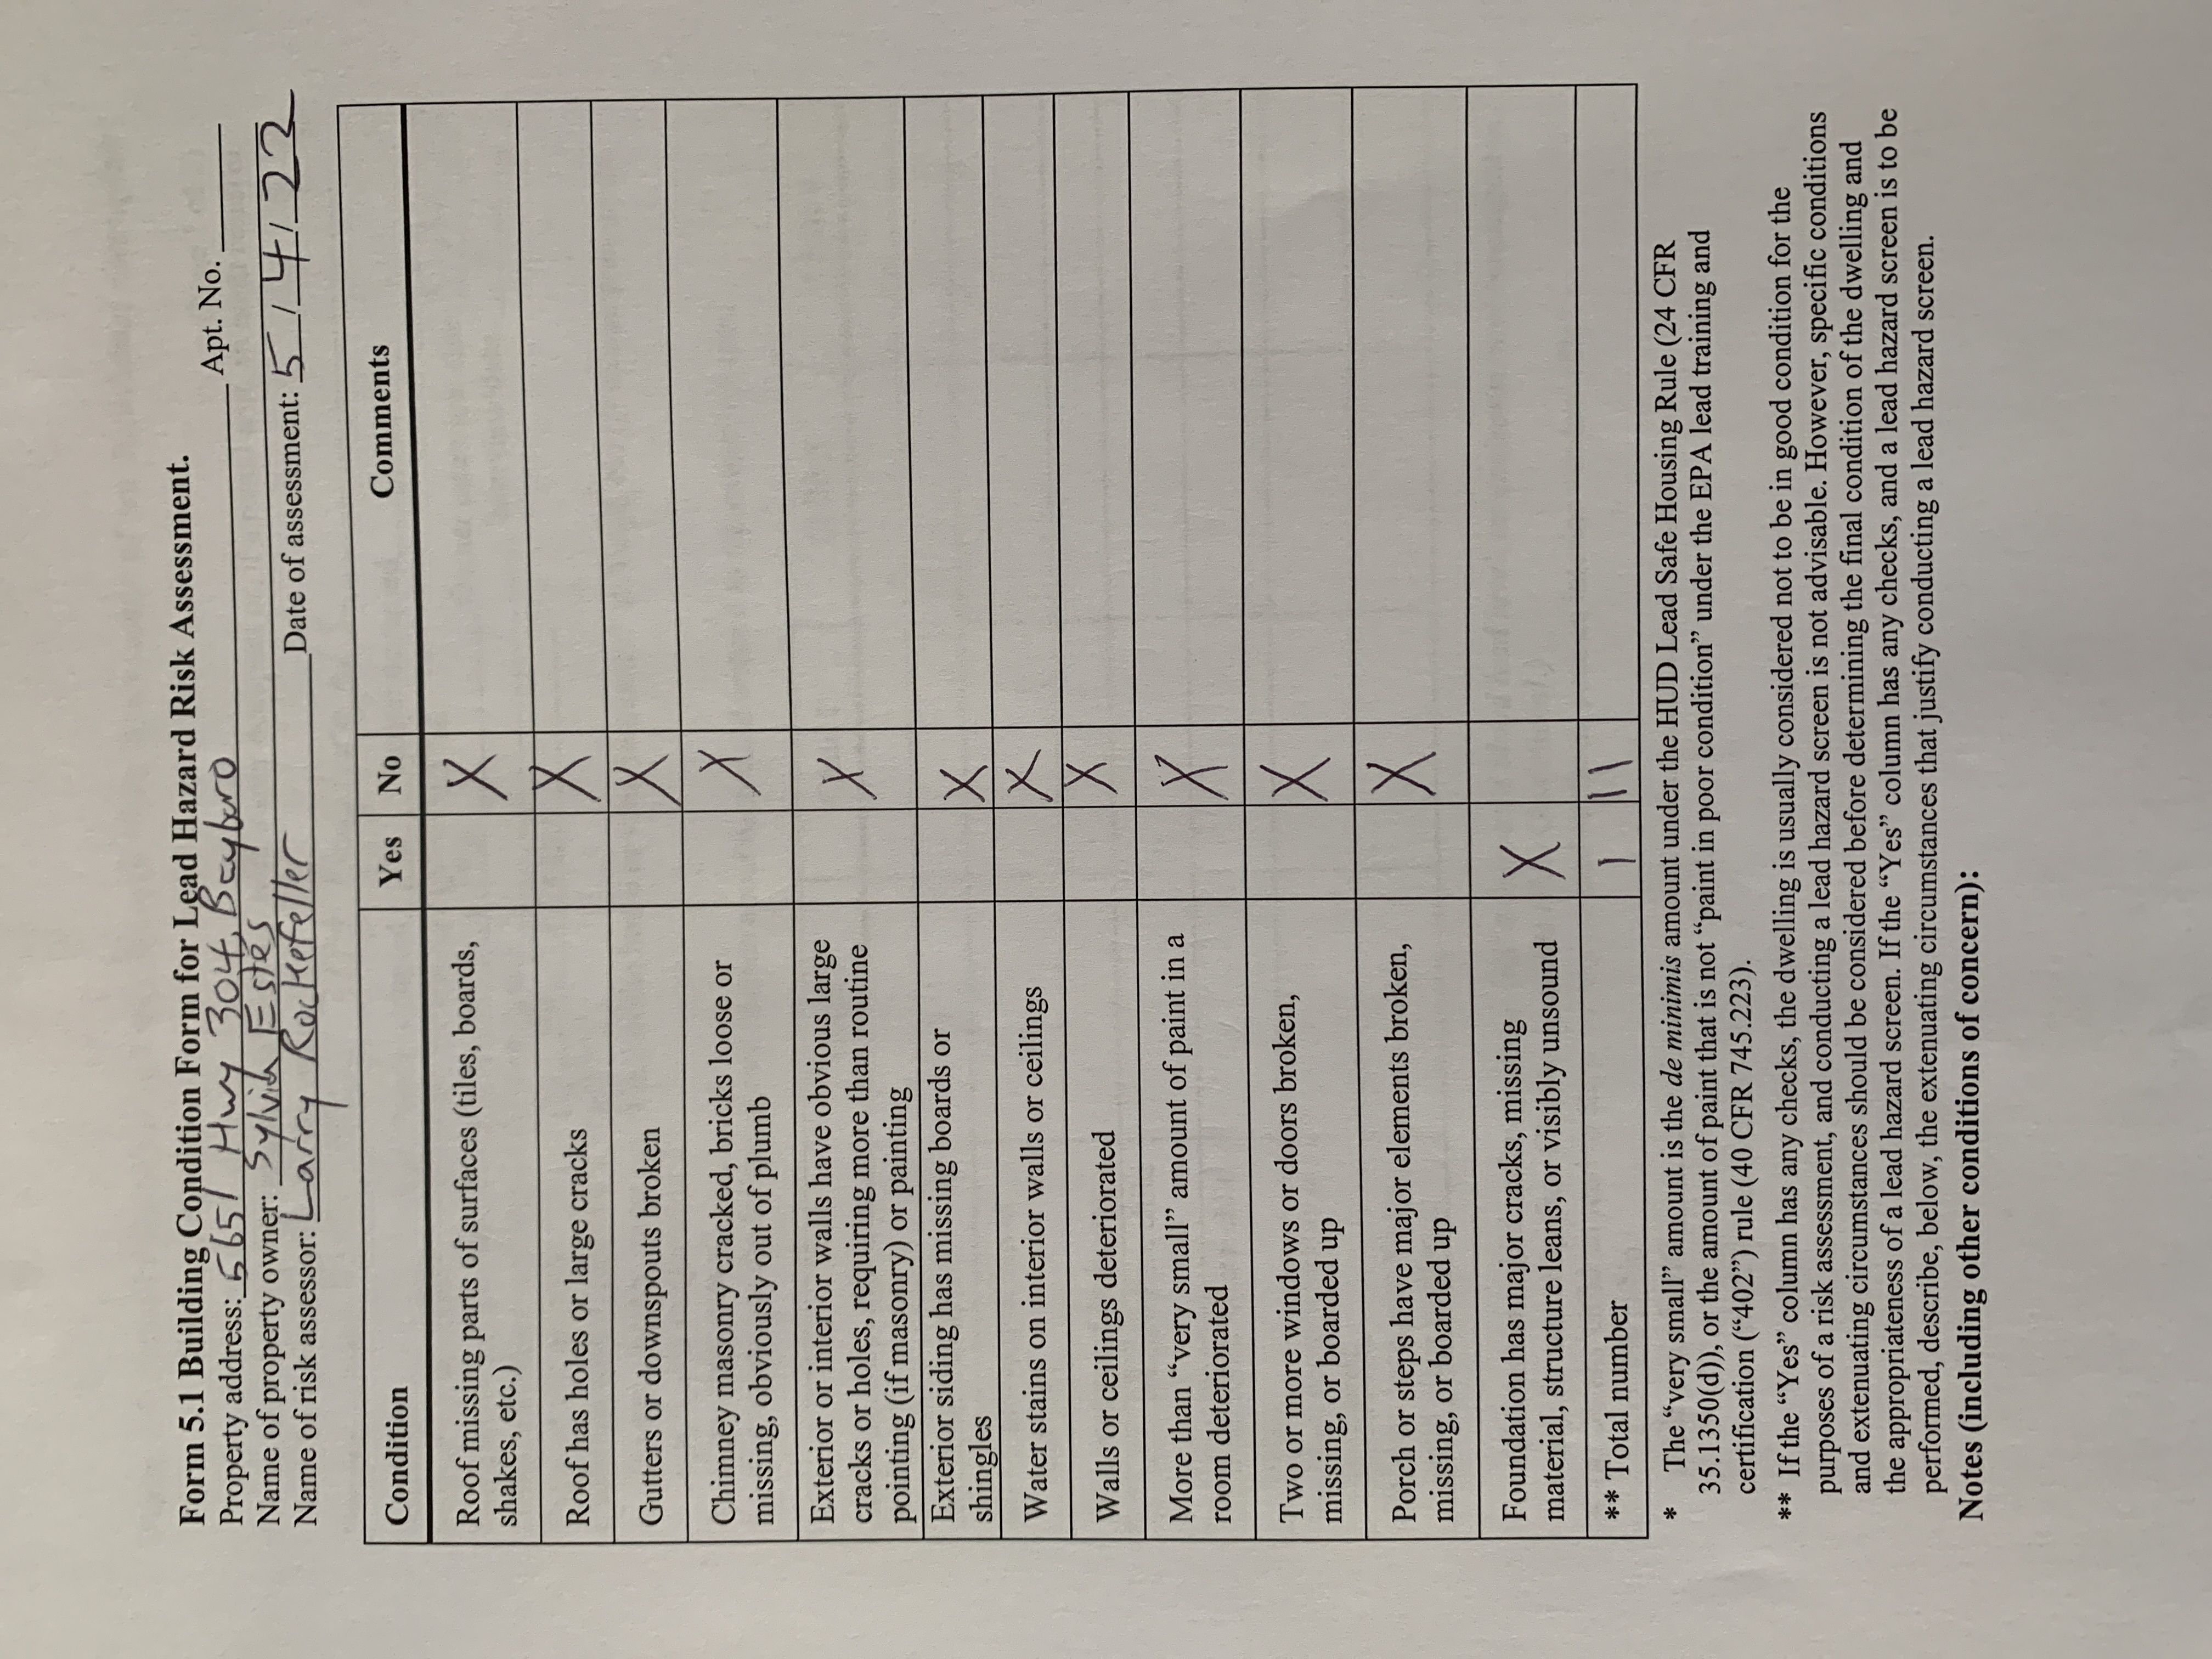 Form 5.1 Building Condition Form for Lead Hazard Risk Assessment.
Property address: 5651 Hwy 304, Bayboro Apt. No.
Name of property owner: Sylvia Estes
Name of risk assessor: Larry Rockefeller Date of assessment: 5/4/22
Condition Yes No Comments
Roof missing parts of surfaces (tiles, boards,
shakes, etc.) X
Roof has holes or large cracks X
Gutters or downspouts broken X
Chimney masonry cracked, bricks loose or
missing, obviously out of plumb X
Exterior or interior walls have obvious large
cracks or holes, requiring more than routine X
pointing (if masonry) or painting
Exterior siding has missing boards or
shingles X
Water stains on interior walls or ceilings X
Walls or ceilings deteriorated X
More than “very small” amount of paint in a
room deteriorated X
Two or more windows or doors broken,
missing, or boarded up X
Porch or steps have major elements broken,
missing, or boarded up X
Foundation has major cracks, missing
material, structure leans, or visibly unsound X
** Total number 1 11
* The “very small” amount is the de minimis amount under the HUD Lead Safe Housing Rule (24 CFR
35.1350(d)), or the amount of paint that is not “paint in poor condition” under the EPA lead training and
certification (“402”) rule (40 CFR 745.223).
** If the “Yes” column has any checks, the dwelling is usually considered not to be in good condition for the
purposes of a risk assessment, and conducting a lead hazard screen is not advisable. However, specific conditions
and extenuating circumstances should be considered before determining the final condition of the dwelling and
the appropriateness of a lead hazard screen. If the “Yes” column has any checks, and a lead hazard screen is to be
performed, describe, below, the extenuating circumstances that justify conducting a lead hazard screen.
Notes (including other conditions of concern):